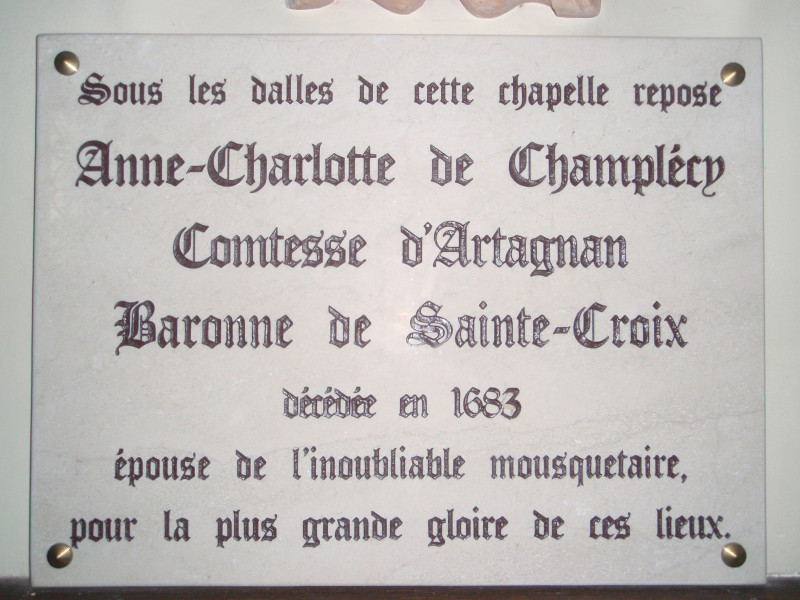 Sous les dalles de cette chapelle repose
Anne-Charlotte de Champlécy
Comtesse d'Artagnan
Baronne de Sainte-Croix
décédée en 1683
épouse de l'inoubliable mousquetaire,
pour la plus grande gloire de ces lieux.